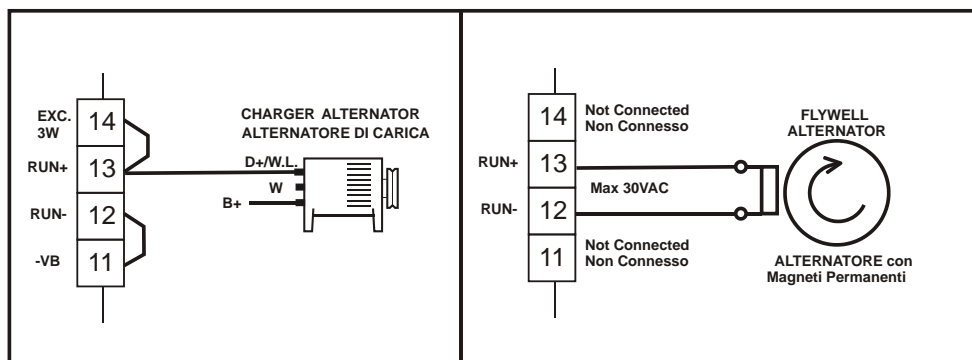 EXC.
3W
14
RUN+
13
RUN-
12
-VB
11
CHARGER ALTERNATOR
ALTERNATORE DI CARICA
D+/W.L.
W
B+
14
Not Connected
Non Connesso
RUN+
13
Max 30VAC
RUN-
12
11
Not Connected
Non Connesso
FLYWELL
ALTERNATOR
ALTERNATORE con
Magneti Permanenti